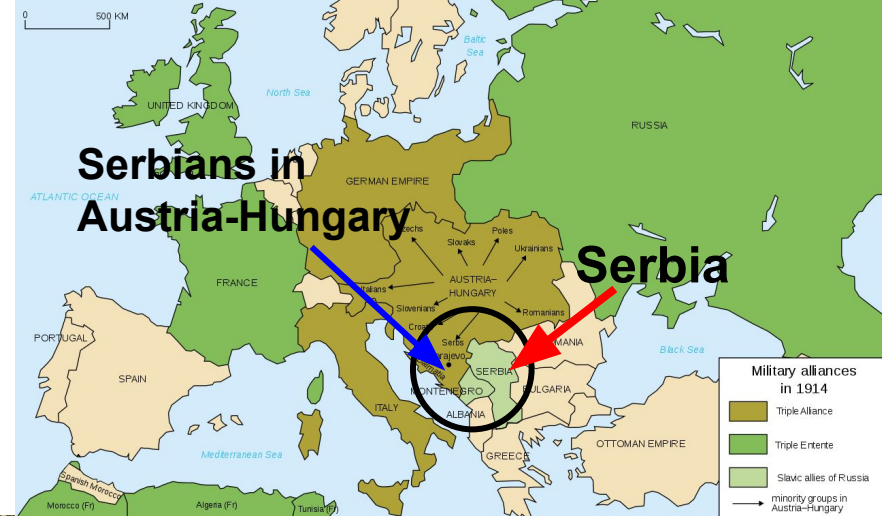 0 500 KM
Baltic
Sea
North Sea
UNITED KINGDOM
RUSSIA
Serbians in
Austria-Hungary
ATLANTIC OCEAN
GERMAN EMPIRE
Czechs
Poles
Slovaks
Ukrainians
Serbia
FRANCE
AUSTRIA–
HUNGARY
Italians
Slovenians
Romanians
Serbs
PORTUGAL
SPAIN
SERBIA
Black Sea
MONTENEGRO
BULGARIA
ITALY
ALBANIA
OTTOMAN EMPIRE
GREECE
Mediterranean Sea
Spanish Morocco
Morocco (Fr)
Algeria (Fr)
Tunisia (Fr)
Military alliances
in 1914
Triple Alliance
Triple Entente
Slavic allies of Russia
minority groups in
Austria–Hungary